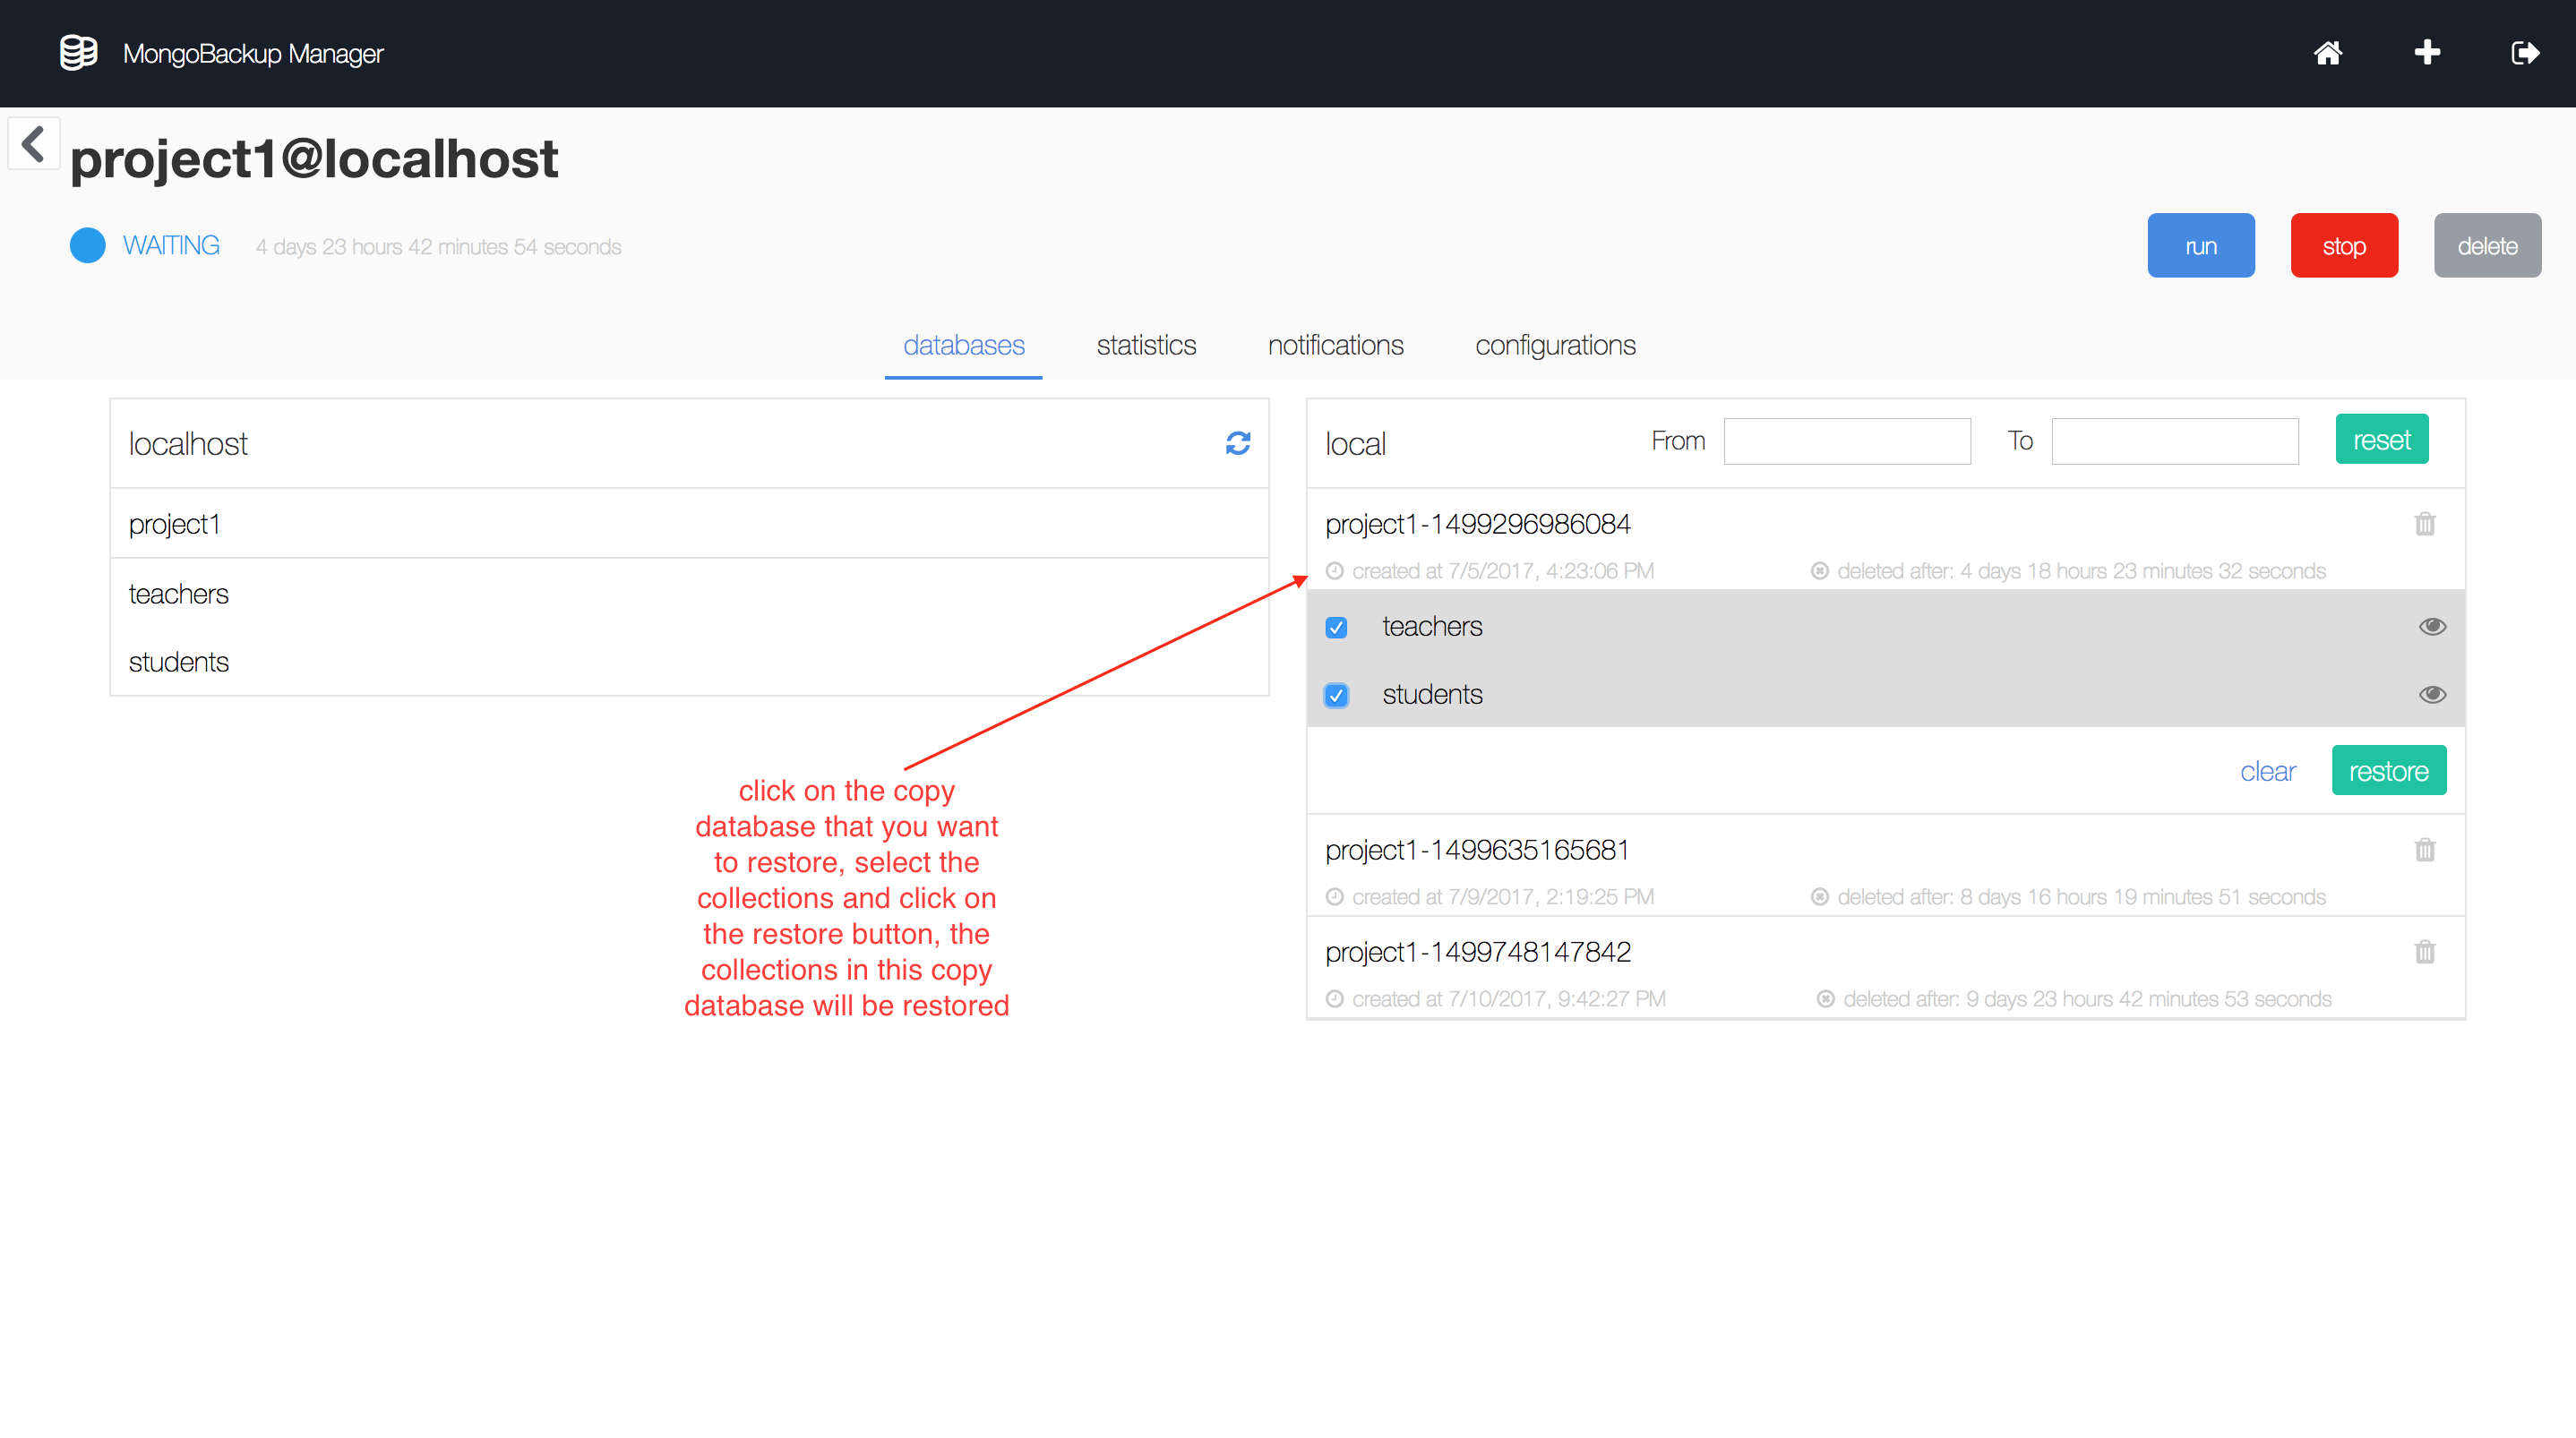 MongoBackup Manager
project1@localhost
WAITING 4 days 23 hours 42 minutes 54 seconds
run stop delete
databases statistics notifications configurations
localhost
project1
teachers
students
local From To reset
project1-1499296986084
created at 7/5/2017, 4:23:06 PM deleted after: 4 days 18 hours 23 minutes 32 seconds
teachers
students
clear restore
project1-1499635165681
created at 7/9/2017, 2:19:25 PM deleted after: 8 days 16 hours 19 minutes 51 seconds
project1-1499748147842
created at 7/10/2017, 9:42:27 PM deleted after: 9 days 23 hours 42 minutes 53 seconds
click on the copy
database that you want
to restore, select the
collections and click on
the restore button, the
collections in this copy
database will be restored